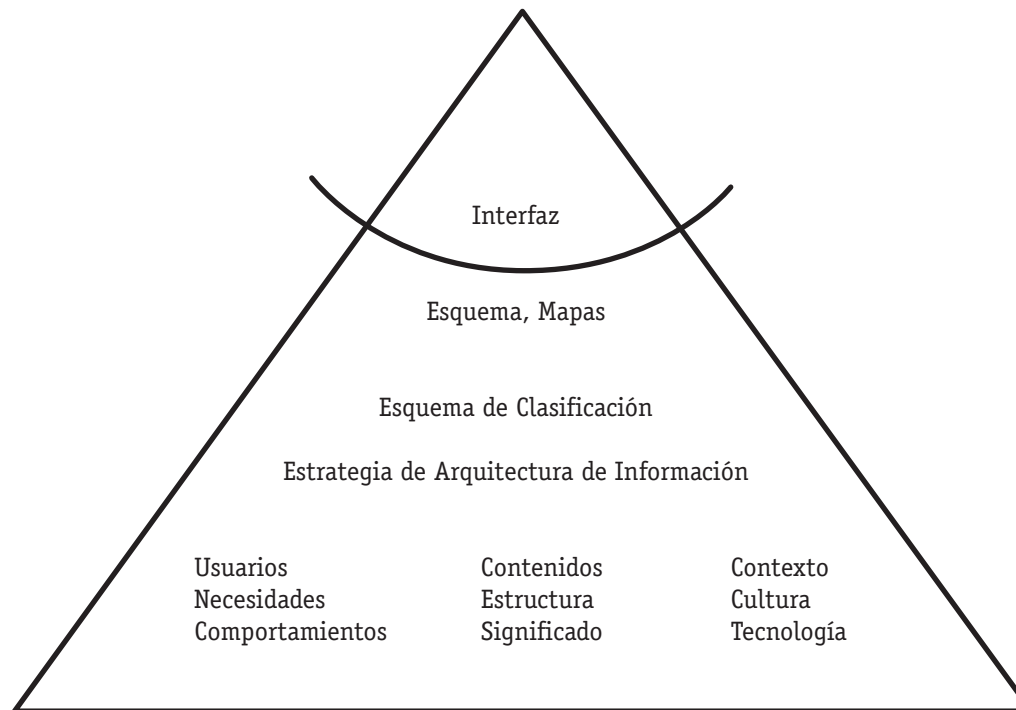 Interfaz
Esquema, Mapas
Esquema de Clasificación
Estrategia de Arquitectura de Información
Usuarios
Necesidades
Comportamientos
Contenidos
Estructura
Significado
Contexto
Cultura
Tecnología